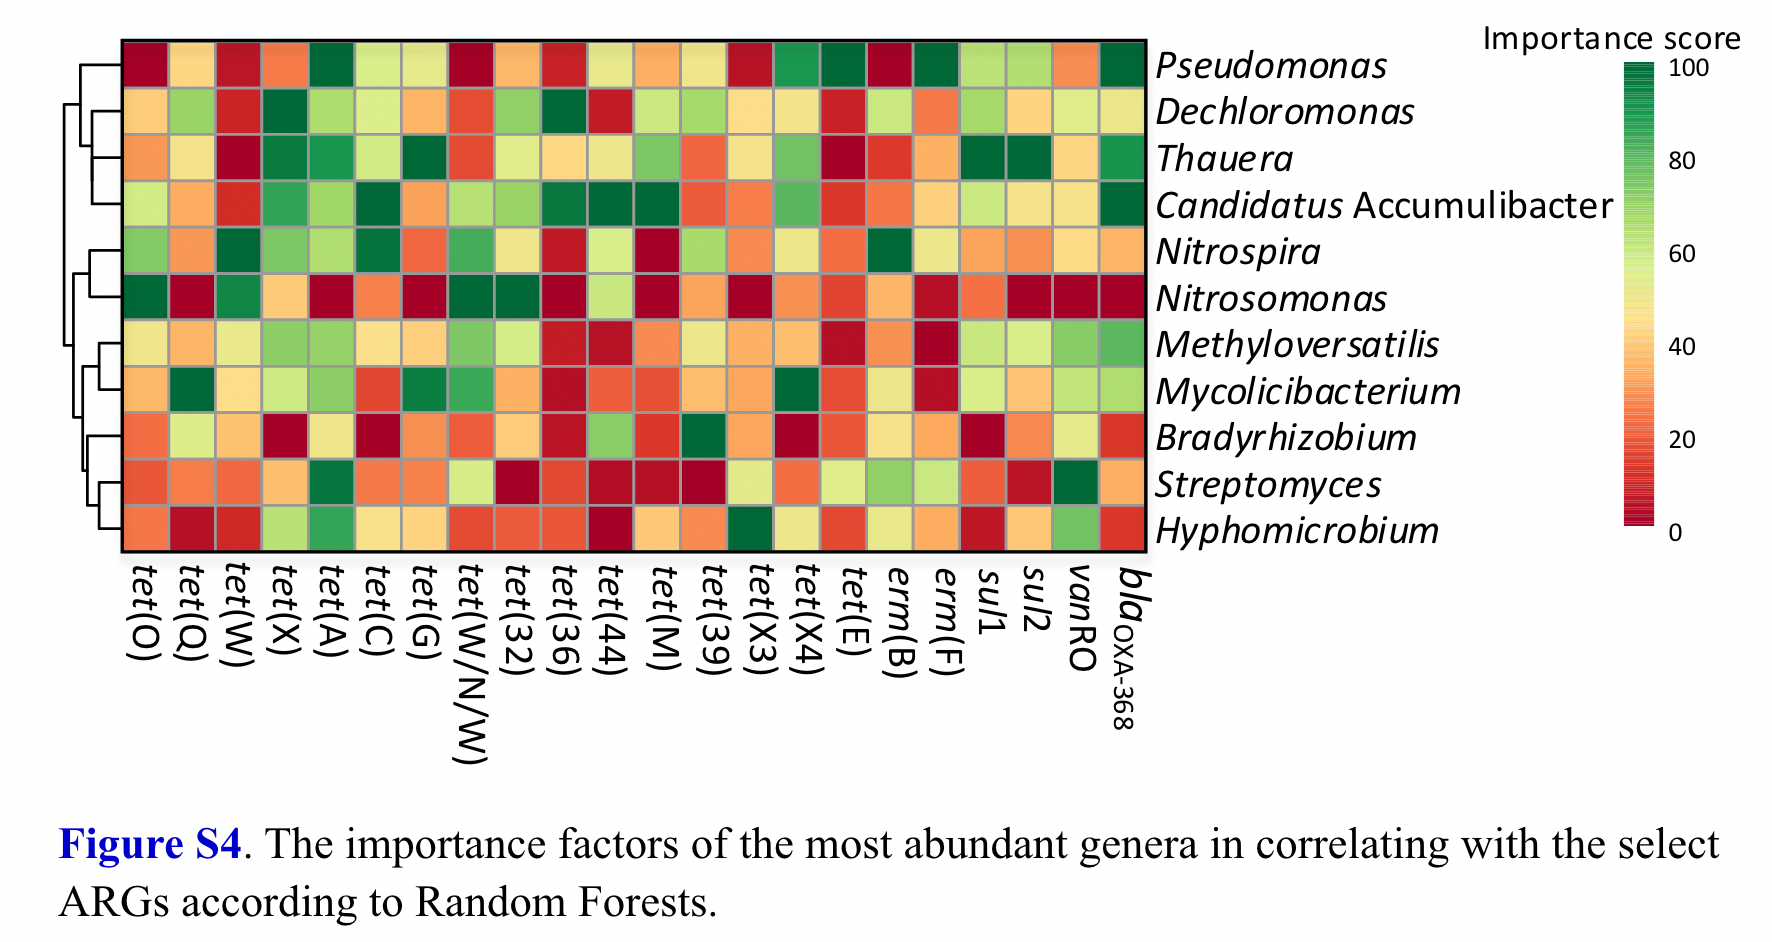 Importance score
100
80
60
40
20
0
Pseudomonas
Dechloromonas
Thauera
Candidatus Accumulibacter
Nitrospira
Nitrosomonas
Methyloversatilis
Mycolicibacterium
Bradyrhizobium
Streptomyces
Hyphomicrobium
tet(O)
tet(Q)
tet(W)
tet(X)
tet(A)
tet(C)
tet(G)
tet(W/N/W)
tet(32)
tet(36)
tet(44)
tet(M)
tet(39)
tet(X3)
tet(X4)
tet(E)
erm(B)
erm(F)
sul1
sul2
vanRO
blaOXA-368
Figure S4. The importance factors of the most abundant genera in correlating with the select
ARGs according to Random Forests.